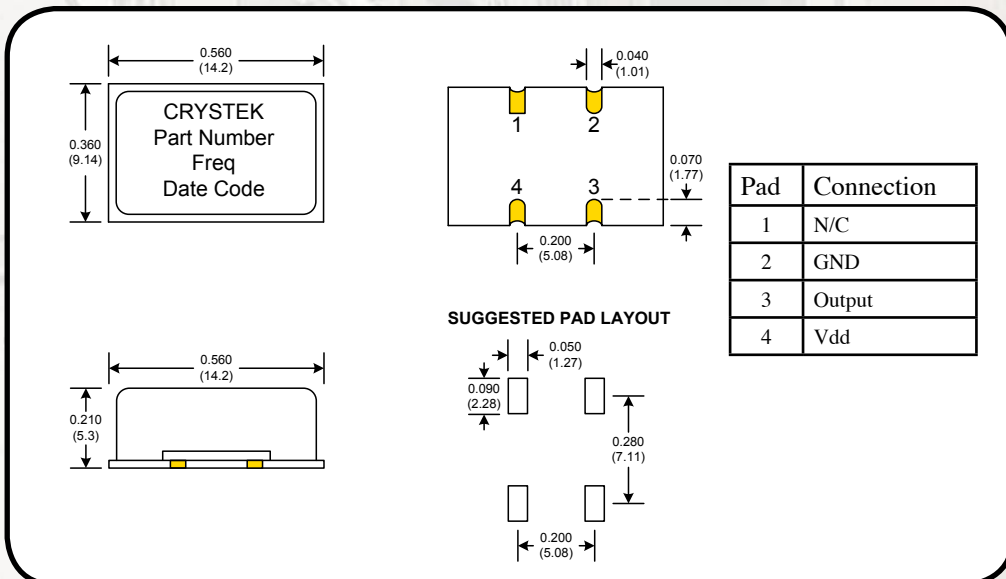 0.560
(14.2)
0.360
(9.14)
CRYSTEK
Part Number
Freq
Date Code
0.040
(1.01)
1 2
4 3
0.070
(1.77)
0.200
(5.08)
Pad Connection
1 N/C
2 GND
3 Output
4 Vdd
0.560
(14.2)
0.210
(5.3)
SUGGESTED PAD LAYOUT
0.050
(1.27)
0.090
(2.28)
0.280
(7.11)
0.200
(5.08)